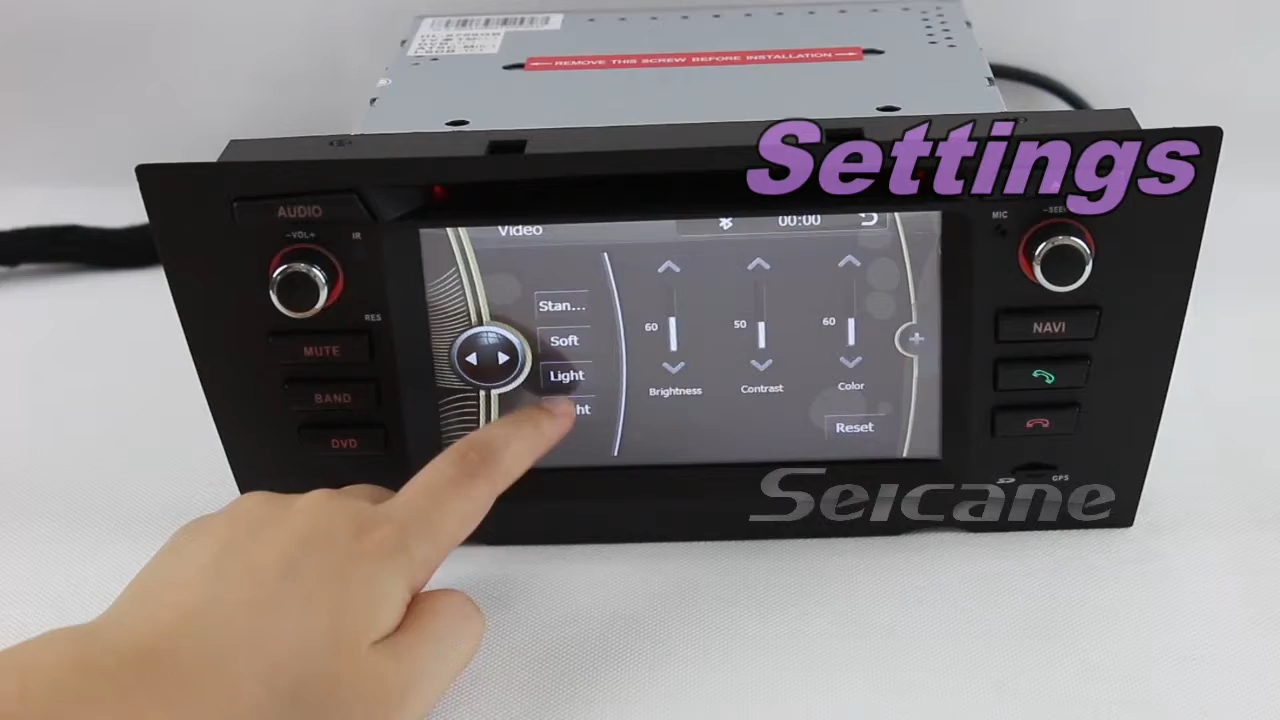 REMOVE THIS SCREW BEFORE INSTALLATION
Settings
AUDIO
-VOL+
IR
RES
MUTE
BAND
DVD
Video
00:00
Stan...
Soft
Light
60
50
60
Brightness
Contrast
Color
Reset
MIC
NAVI
GPS
Seicane